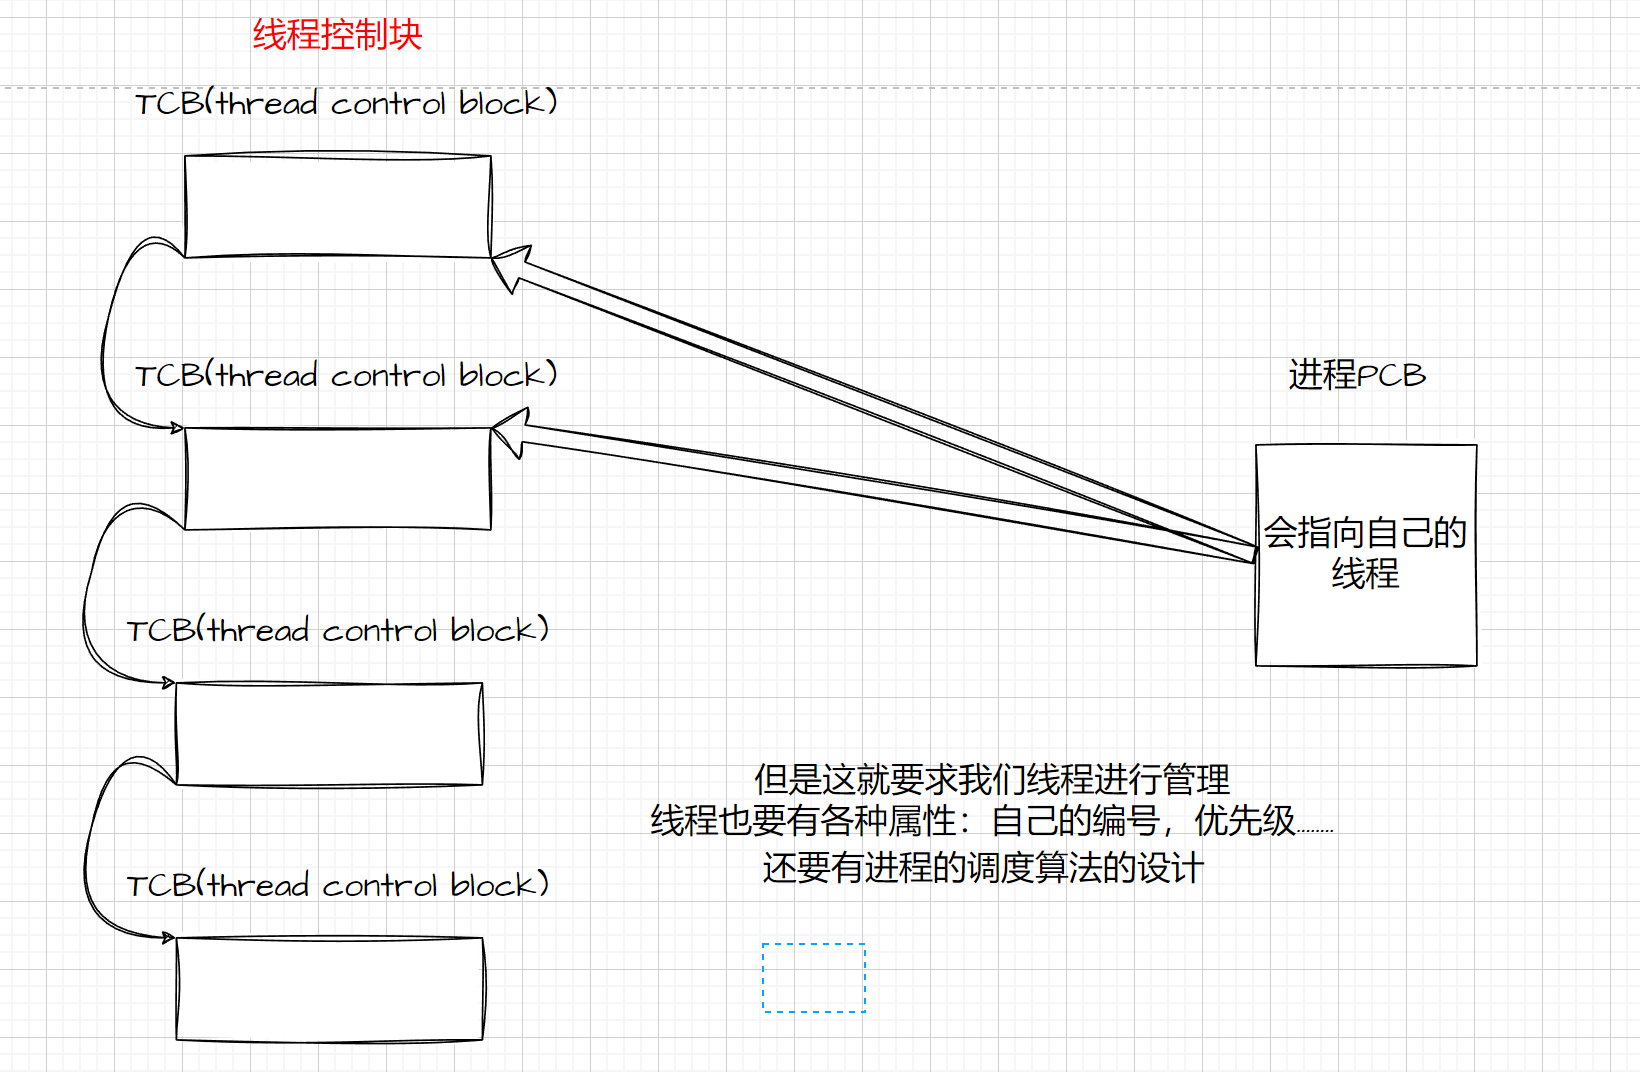 线程控制块
TCB(thread control block)
TCB(thread control block)
进程PCB
会指向自己的
线程
TCB(thread control block)
但是这就要求我们线程进行管理
线程也要有各种属性：自己的编号，优先级........
还要有进程的调度算法的设计
TCB(thread control block)